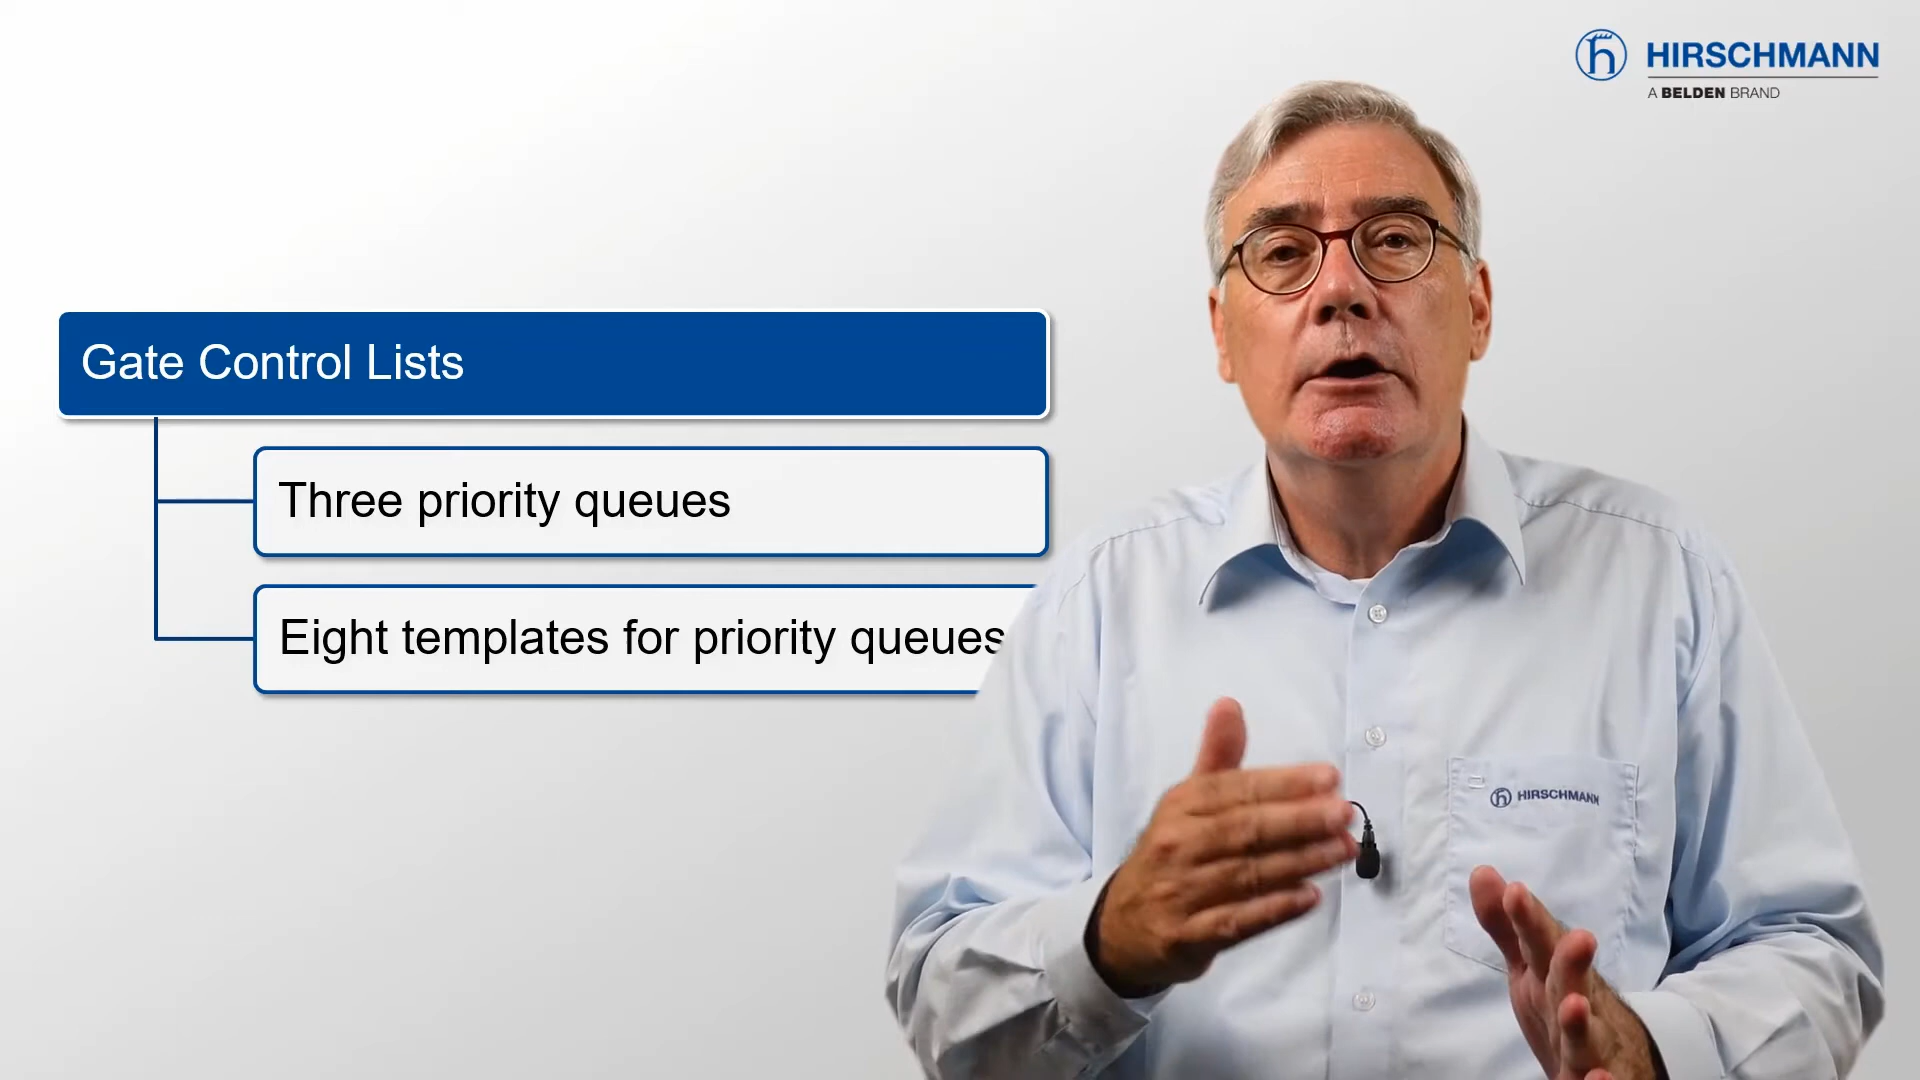 HIRSCHMANN
A BELDEN BRAND
Gate Control Lists
Three priority queues
Eight templates for priority queues
HIRSCHMANN